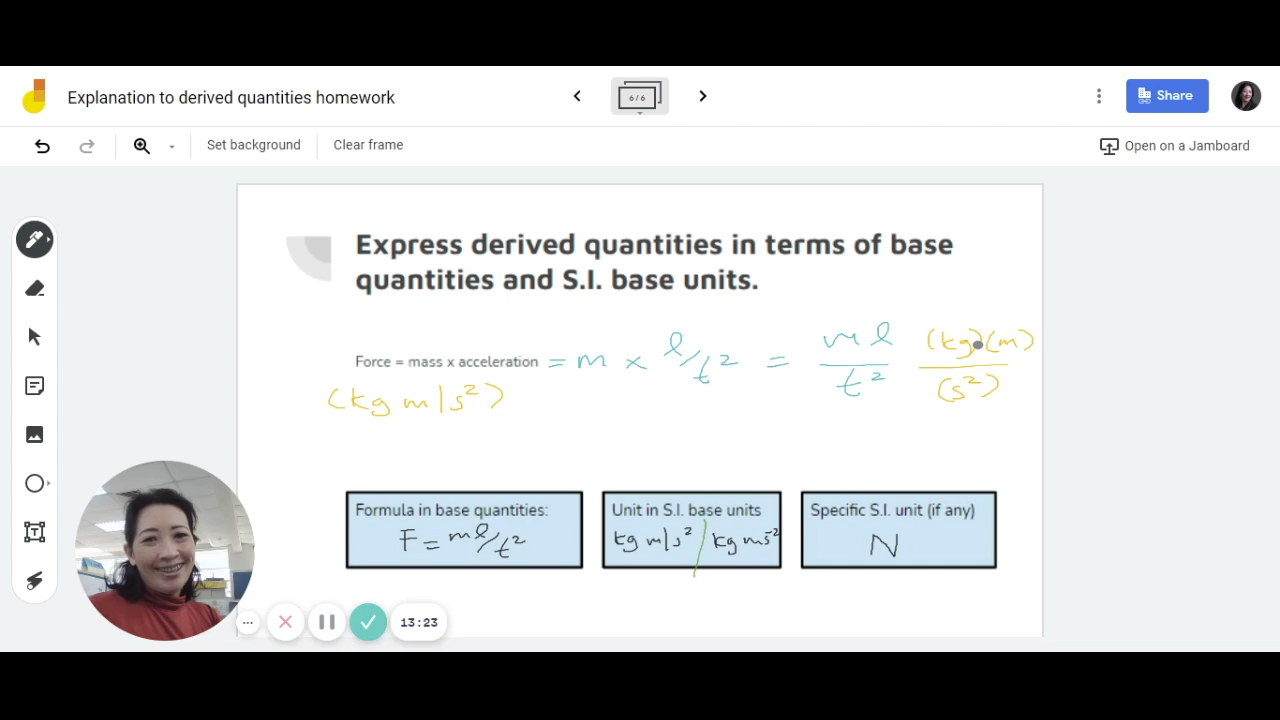 Explanation to derived quantities homework
6 / 6
Share
Set background
Clear frame
Open on a Jamboard
Express derived quantities in terms of base
quantities and S.I. base units.
Force = mass x acceleration = m x l/t² = ml/t² (kg)(m)/(s²)
(kg m/s²)
Formula in base quantities:
F = ml/t²
Unit in S.I. base units
kg m/s² / kg ms⁻²
Specific S.I. unit (if any)
N
13:23